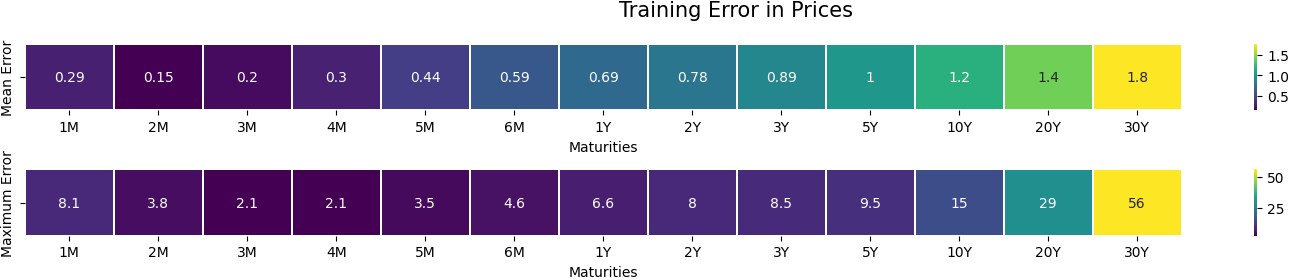 Training Error in Prices
Mean Error
0.29 0.15 0.2 0.3 0.44 0.59 0.69 0.78 0.89 1 1.2 1.4 1.8
1M 2M 3M 4M 5M 6M 1Y 2Y 3Y 5Y 10Y 20Y 30Y
Maturities
1.5
1.0
0.5
Maximum Error
8.1 3.8 2.1 2.1 3.5 4.6 6.6 8 8.5 9.5 15 29 56
1M 2M 3M 4M 5M 6M 1Y 2Y 3Y 5Y 10Y 20Y 30Y
Maturities
50
25